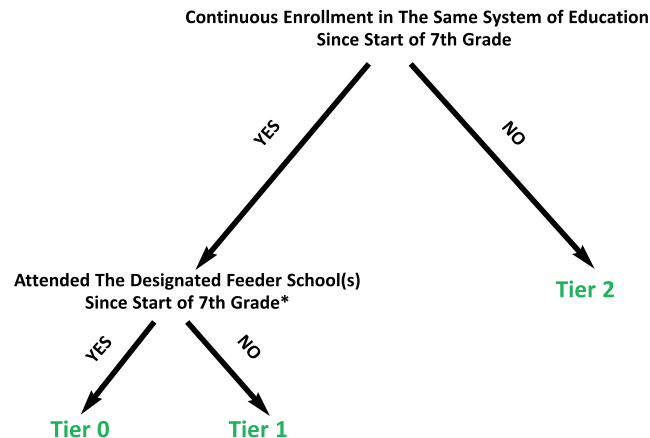 Continuous Enrollment in The Same System of Education
Since Start of 7th Grade
YES
NO
Attended The Designated Feeder School(s)
Since Start of 7th Grade*
Tier 2
YES
NO
Tier 0
Tier 1